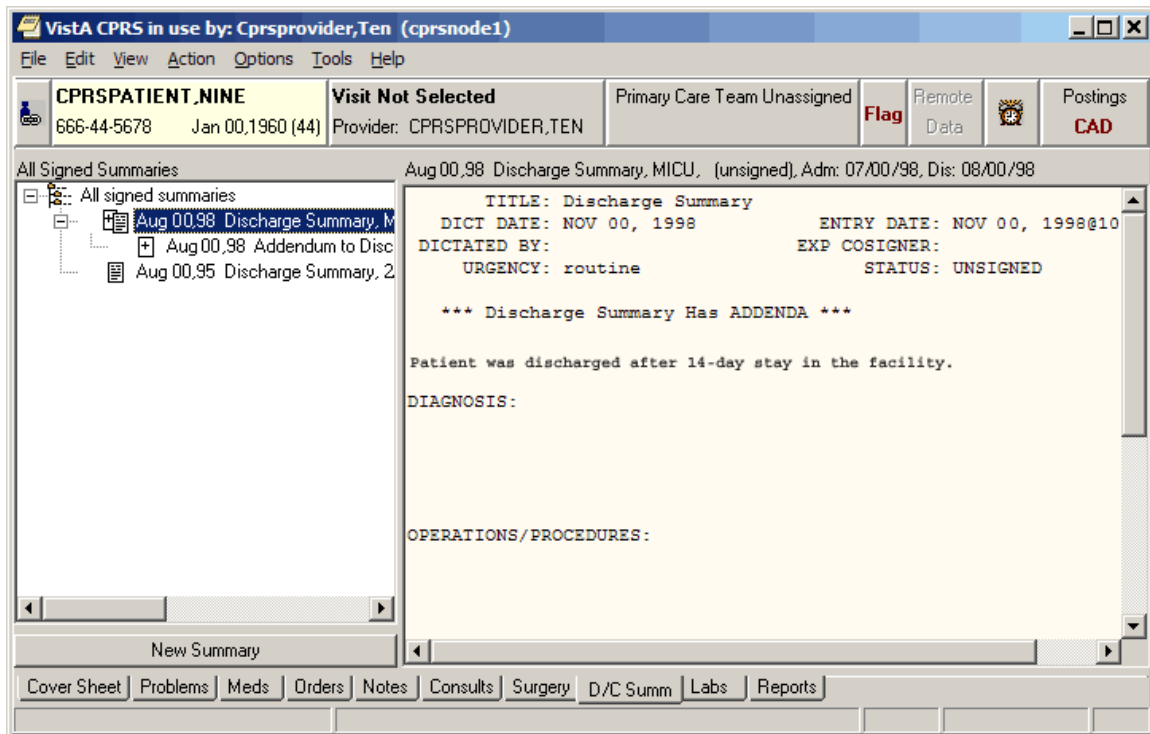 VistA CPRS in use by: Cprsprovider,Ten (cprsnode1)
File Edit View Action Options Tools Help
CPRSPATIENT,NINE Visit Not Selected Primary Care Team Unassigned Flag Remote Data Postings CAD
666-44-5678 Jan 00,1960 (44) Provider: CPRSPROVIDER,TEN
All Signed Summaries
All signed summaries
Aug 00,98 Discharge Summary, M
Aug 00,98 Addendum to Disc
Aug 00,95 Discharge Summary, 2
New Summary
Aug 00,98 Discharge Summary, MICU, (unsigned), Adm: 07/00/98, Dis: 08/00/98
TITLE: Discharge Summary
DICT DATE: NOV 00, 1998 ENTRY DATE: NOV 00, 1998@10
DICTATED BY: EXP COSIGNER:
URGENCY: routine STATUS: UNSIGNED
*** Discharge Summary Has ADDENDA ***
Patient was discharged after 14-day stay in the facility.
DIAGNOSIS:
OPERATIONS/PROCEDURES:
Cover Sheet Problems Meds Orders Notes Consults Surgery D/C Summ Labs Reports